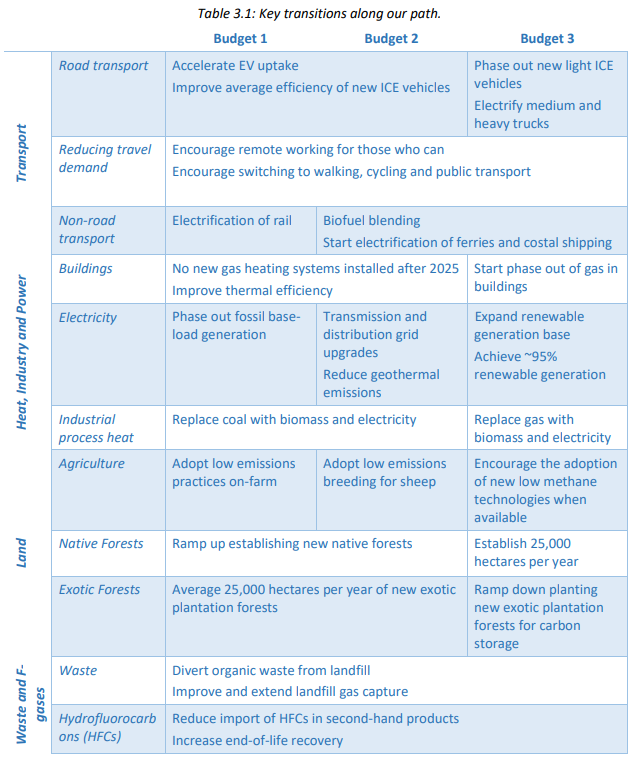 Table 3.1: Key transitions along our path.
Budget 1 Budget 2 Budget 3
Transport
Road transport
Accelerate EV uptake
Improve average efficiency of new ICE vehicles
Phase out new light ICE
vehicles
Electrify medium and
heavy trucks
Reducing travel
demand
Encourage remote working for those who can
Encourage switching to walking, cycling and public transport
Non-road
transport
Electrification of rail
Biofuel blending
Start electrification of ferries and costal shipping
Heat, Industry and Power
Buildings
No new gas heating systems installed after 2025
Improve thermal efficiency
Start phase out of gas in
buildings
Electricity
Phase out fossil base-
load generation
Transmission and
distribution grid
upgrades
Reduce geothermal
emissions
Expand renewable
generation base
Achieve ~95%
renewable generation
Industrial
process heat
Replace coal with biomass and electricity
Replace gas with
biomass and electricity
Land
Agriculture
Adopt low emissions
practices on-farm
Adopt low emissions
breeding for sheep
Encourage the adoption
of new low methane
technologies when
available
Native Forests
Ramp up establishing new native forests
Establish 25,000
hectares per year
Exotic Forests
Average 25,000 hectares per year of new exotic
plantation forests
Ramp down planting
new exotic plantation
forests for carbon
storage
Waste and F-
gases
Waste
Divert organic waste from landfill
Improve and extend landfill gas capture
Hydrofluorocarb
ons (HFCs)
Reduce import of HFCs in second-hand products
Increase end-of-life recovery